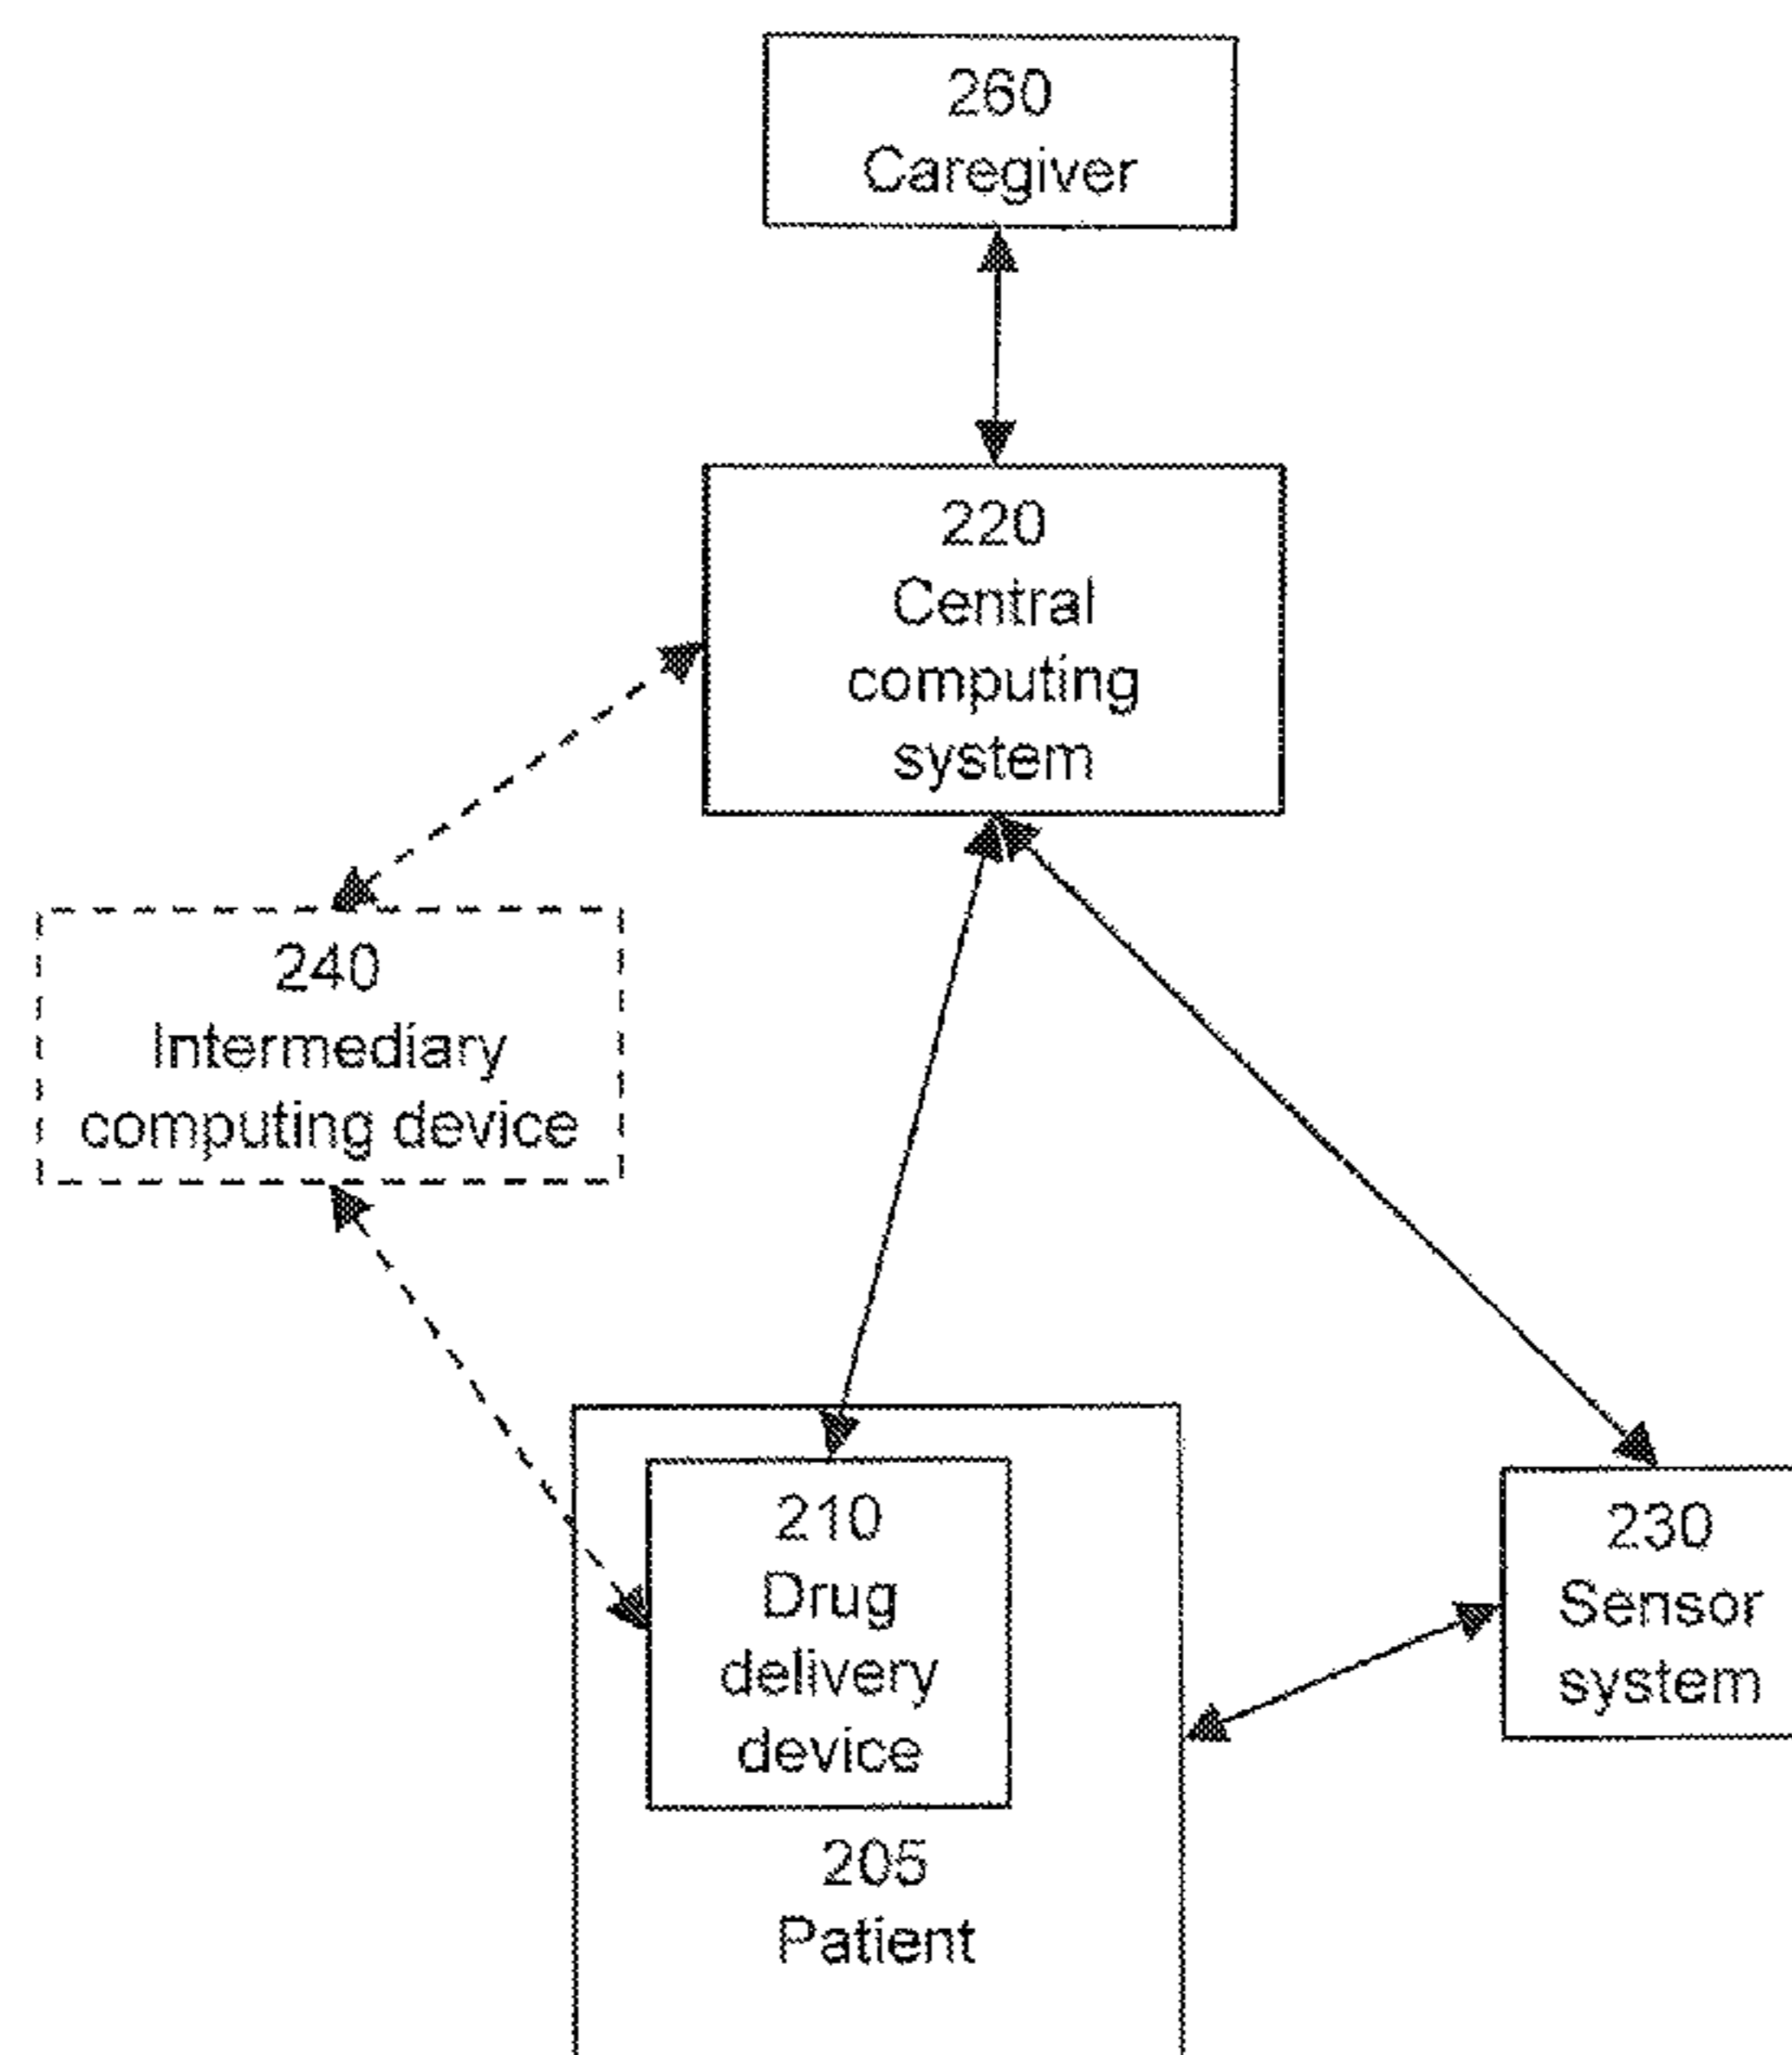 260
Caregiver
220
Central
computing
system
240
Intermediary
computing device
210
Drug
delivery
device
205
Patient
230
Sensor
system